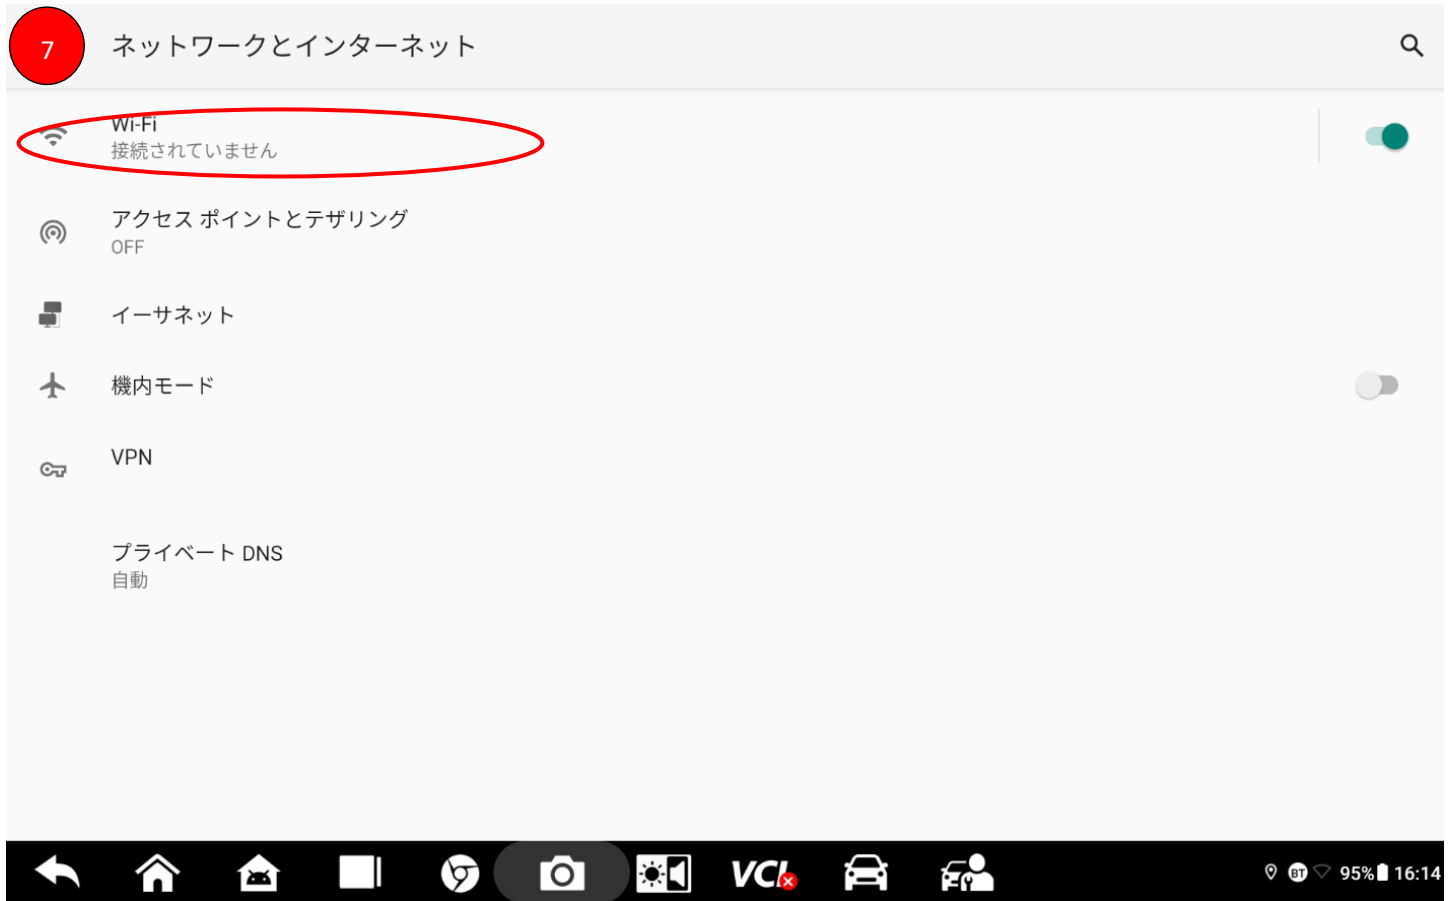 7
ネットワークとインターネット
Wi-Fi
接続されていません
アクセス ポイントとテザリング
OFF
イーサネット
機内モード
VPN
プライベート DNS
自動
VCI
BT
95%
16:14